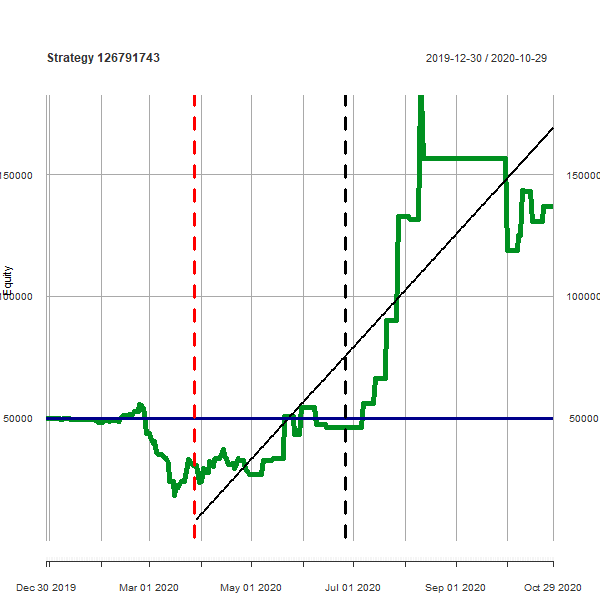 Strategy 126791743
2019-12-30 / 2020-10-29
150000
150000
Equity
100000
100000
50000
50000
Dec 30 2019
Mar 01 2020
May 01 2020
Jul 01 2020
Sep 01 2020
Oct 29 2020